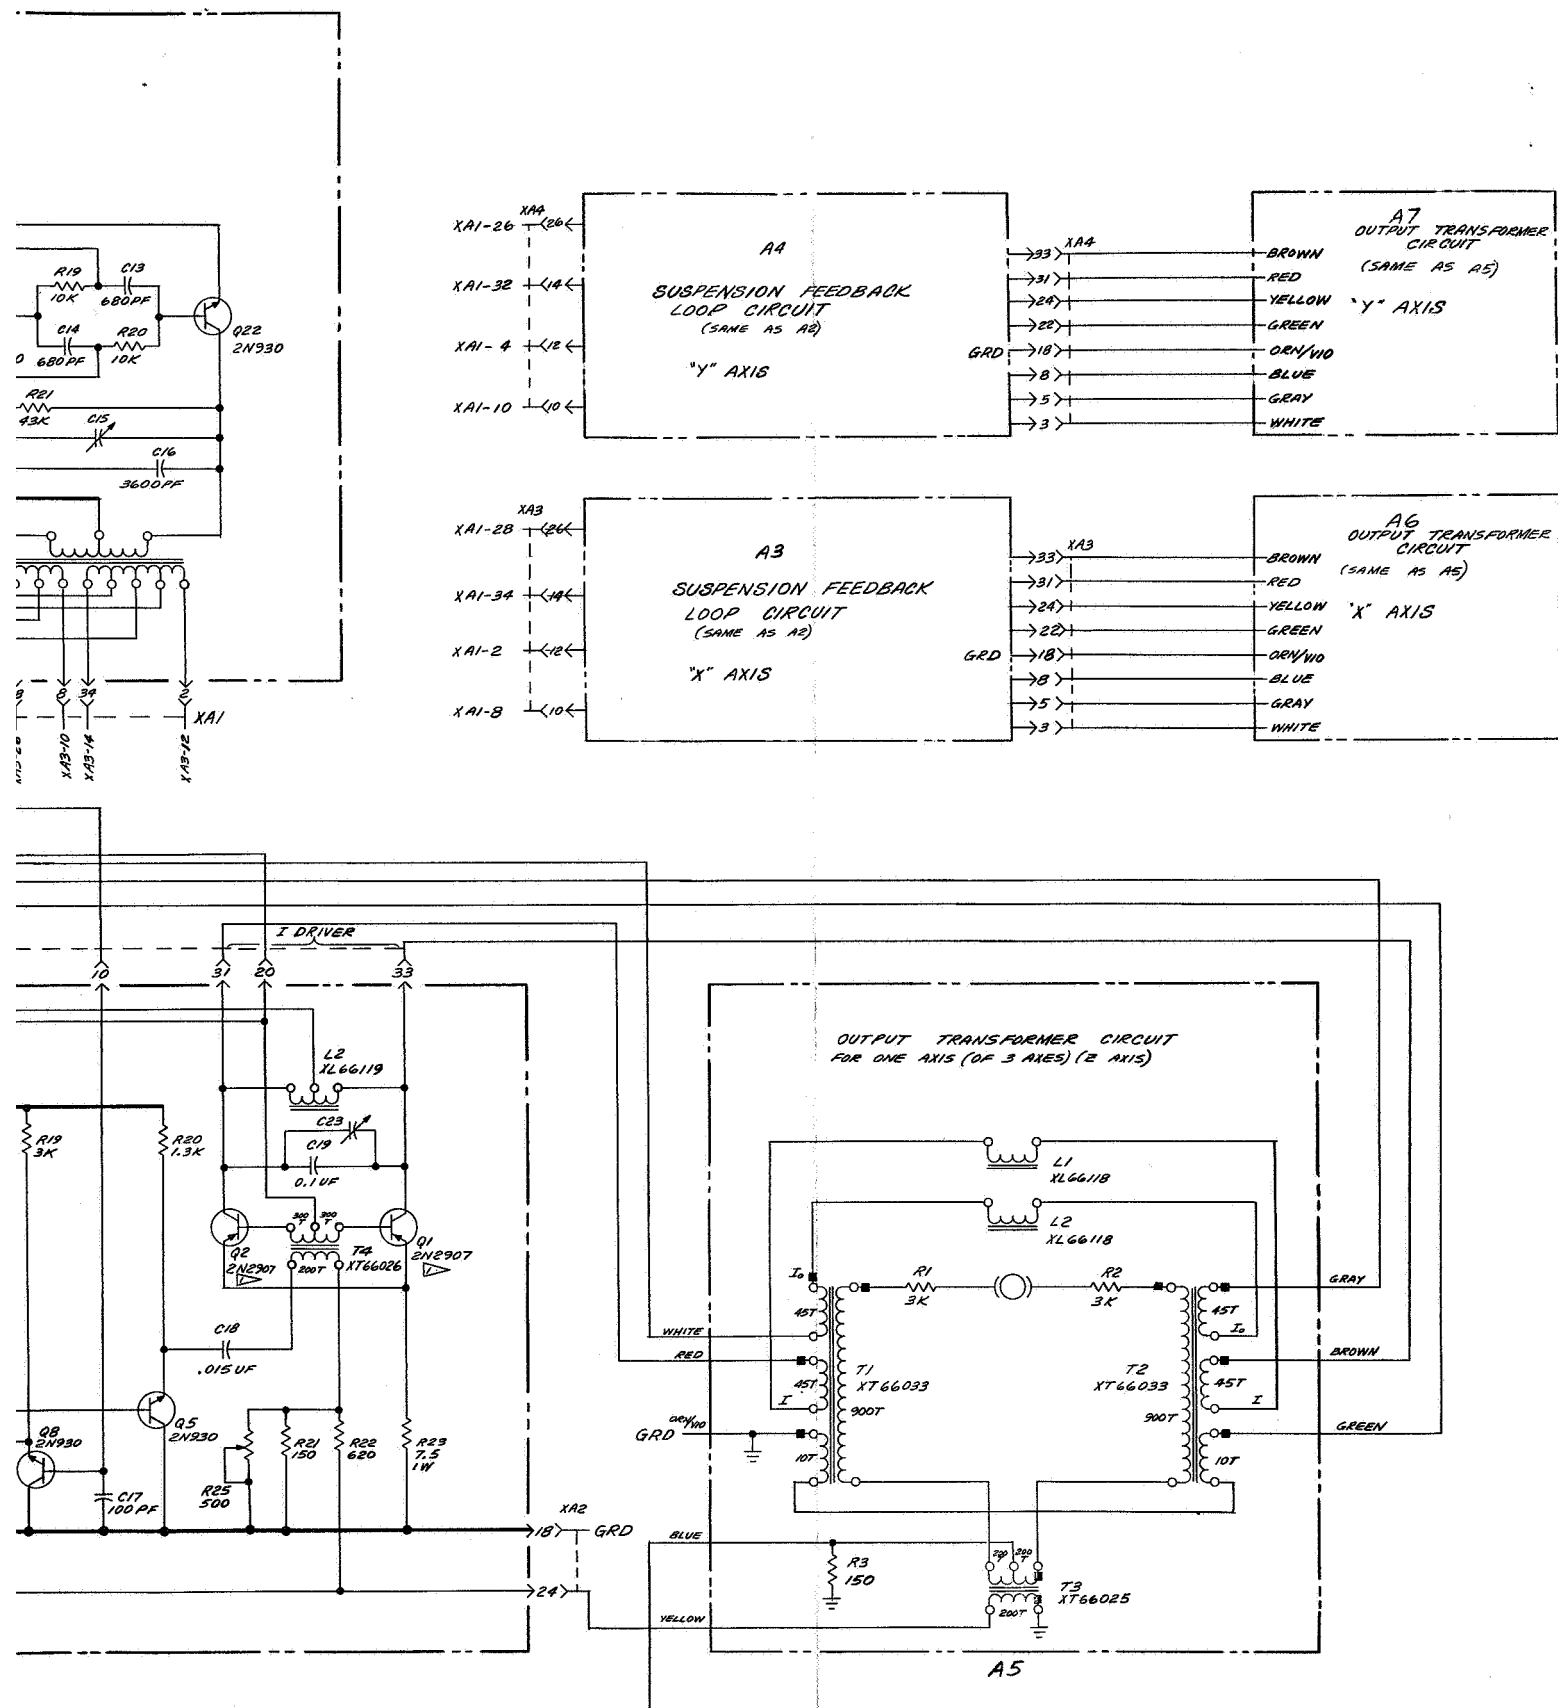 R19
10K
C13
680PF
C14
680PF
R20
10K
Q22
2N930
R21
43K
C15
C16
3600PF
8
34
2
XA1
XA3-10
XA3-14
XA3-12
XA4
XA1-26
26
XA1-32
14
XA1-4
12
XA1-10
10
A4
SUSPENSION FEEDBACK
LOOP CIRCUIT
(SAME AS A2)
"Y" AXIS
GRD
XA4
33
31
24
22
18
8
5
3
BROWN
RED
YELLOW
GREEN
ORN/VIO
BLUE
GRAY
WHITE
A7
OUTPUT TRANSFORMER
CIRCUIT
(SAME AS A5)
"Y" AXIS
XA3
XA1-28
26
XA1-34
14
XA1-2
12
XA1-8
10
A3
SUSPENSION FEEDBACK
LOOP CIRCUIT
(SAME AS A2)
"X" AXIS
GRD
XA3
33
31
24
22
18
8
5
3
BROWN
RED
YELLOW
GREEN
ORN/VIO
BLUE
GRAY
WHITE
A6
OUTPUT TRANSFORMER
CIRCUIT
(SAME AS A5)
"X" AXIS
I DRIVER
10
31
20
33
L2
XL66119
C23
C19
0.1UF
R19
3K
R20
1.3K
300
T
300
T
Q2
2N2907
200T
T4
XT66026
Q1
2N2907
C18
.015UF
Q5
2N930
Q8
2N930
C17
100PF
R25
500
R21
150
R22
620
R23
7.5
1W
XA2
18
GRD
24
OUTPUT TRANSFORMER CIRCUIT
FOR ONE AXIS (OF 3 AXES) (Z AXIS)
L1
XL66118
L2
XL66118
Io
R1
3K
R2
3K
45T
45T
Io
GRAY
WHITE
RED
T1
XT66033
T2
XT66033
45T
I
900T
900T
45T
I
BROWN
GRD
ORN/VIO
10T
10T
GREEN
BLUE
R3
150
200
T
200
T
T3
XT66025
200T
YELLOW
A5